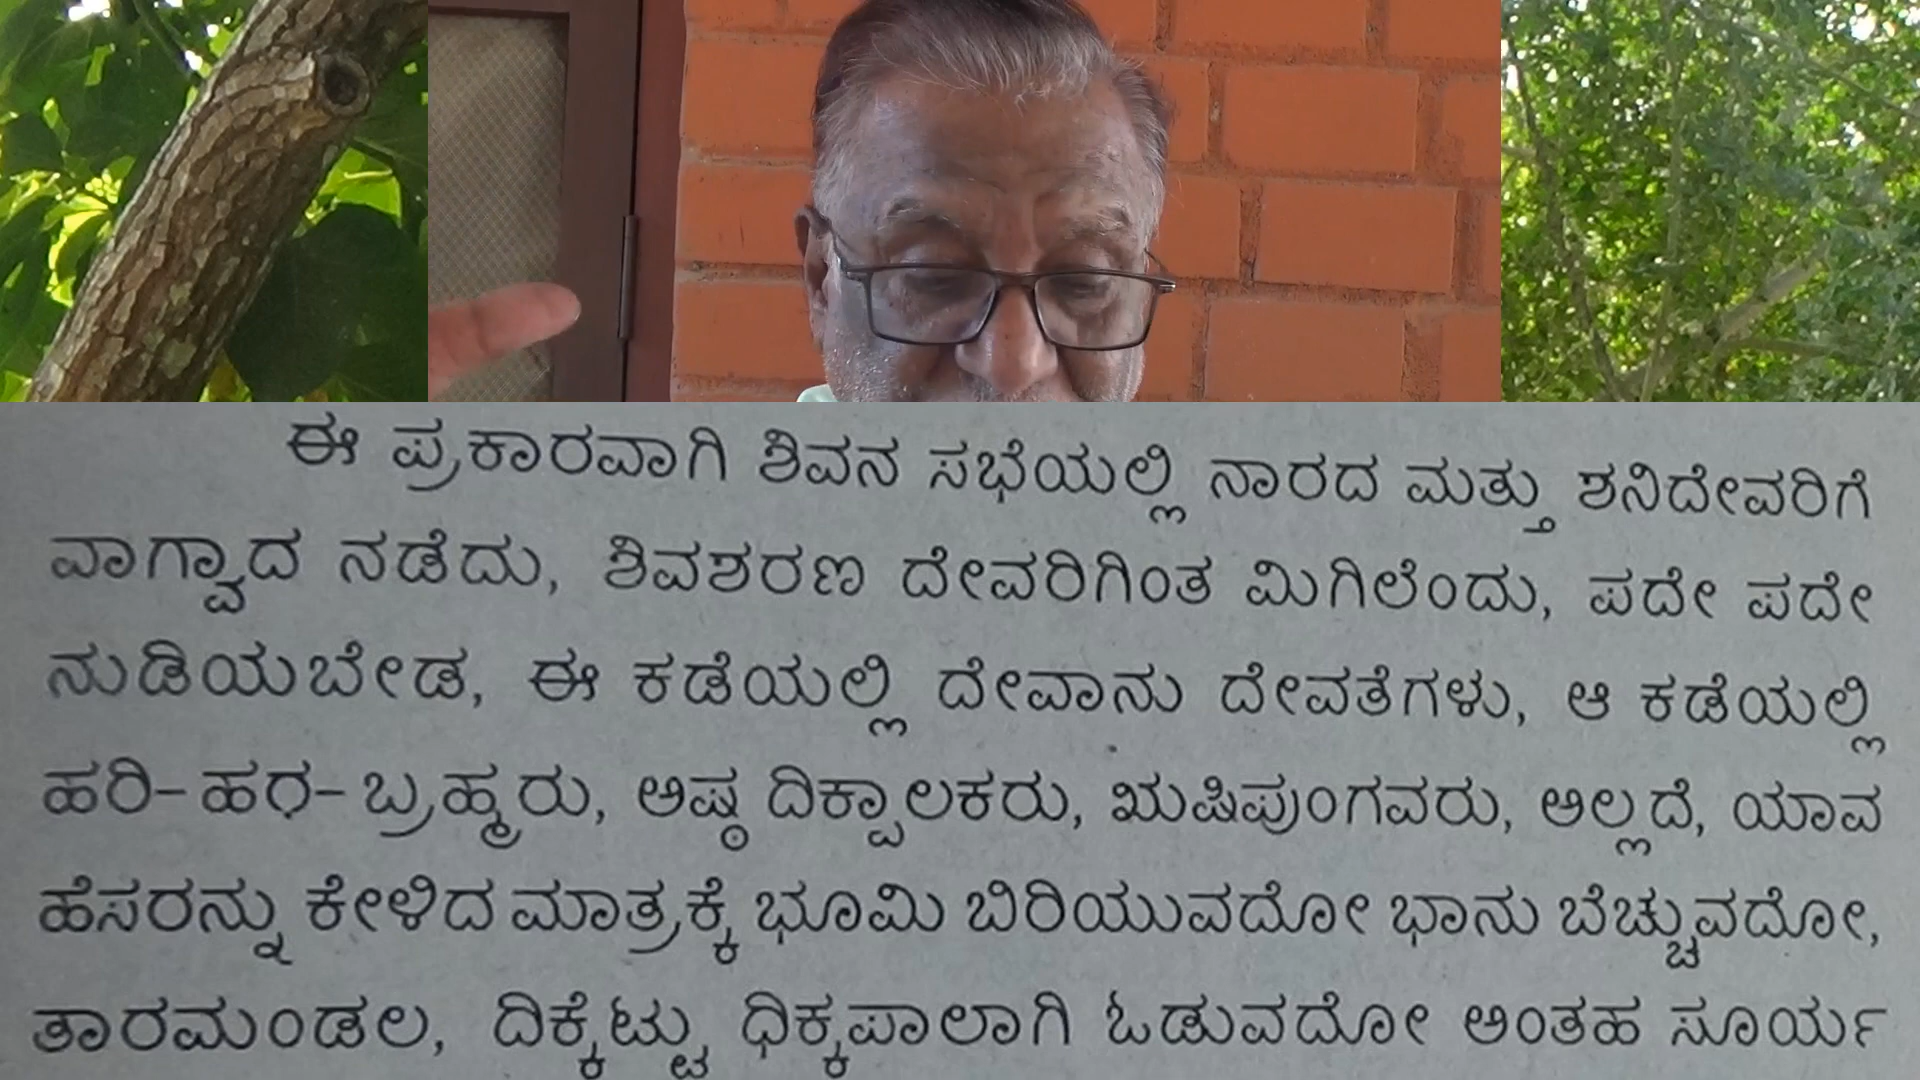 ಈ ಪ್ರಕಾರವಾಗಿ ಶಿವನ ಸಭೆಯಲ್ಲಿ ನಾರದ ಮತ್ತು ಶನಿದೇವರಿಗೆ
ವಾಗ್ವಾದ ನಡೆದು, ಶಿವಶರಣ ದೇವರಿಗಿಂತ ಮಿಗಿಲೆಂದು, ಪದೇ ಪದೇ
ನುಡಿಯಬೇಡ, ಈ ಕಡೆಯಲ್ಲಿ ದೇವಾನು ದೇವತೆಗಳು, ಆ ಕಡೆಯಲ್ಲಿ
ಹರಿ-ಹರ-ಬ್ರಹ್ಮರು, ಅಷ್ಠ ದಿಕ್ಪಾಲಕರು, ಋಷಿಪುಂಗವರು, ಅಲ್ಲದೆ, ಯಾವ
ಹೆಸರನ್ನು ಕೇಳಿದ ಮಾತ್ರಕ್ಕೆ ಭೂಮಿ ಬಿರಿಯುವದೋ ಭಾನು ಬೆಚ್ಚುವದೋ,
ತಾರಮಂಡಲ, ದಿಕ್ಕೆಟ್ಟು ಧಿಕ್ಕಪಾಲಾಗಿ ಓಡುವದೋ ಅಂತಹ ಸೂರ್ಯ